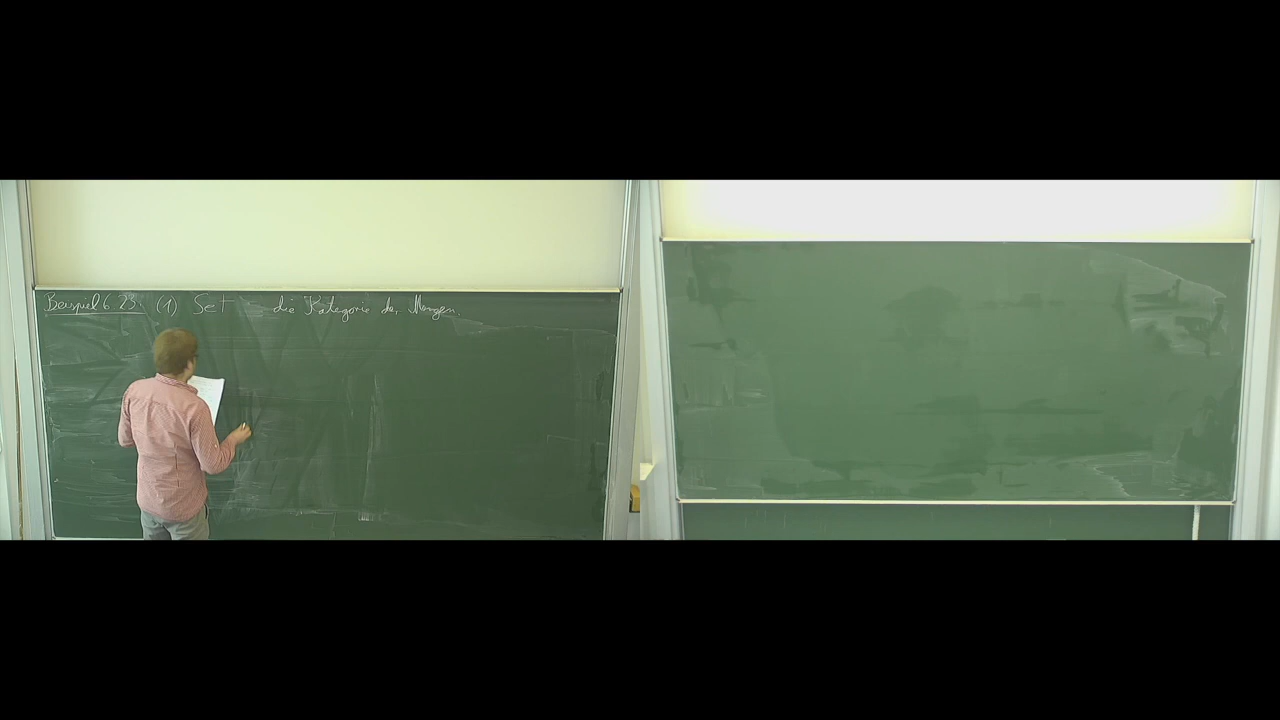 Beispiel 6.23: (1) Set die Kategorie der Mengen.